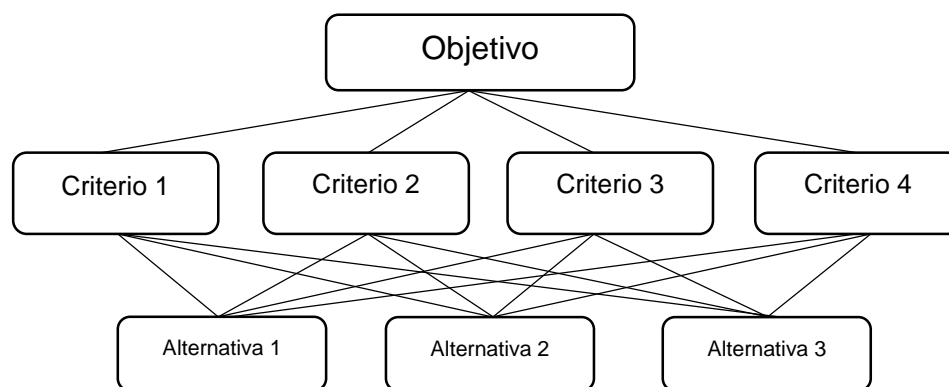 Objetivo
Criterio 1
Criterio 2
Criterio 3
Criterio 4
Alternativa 1
Alternativa 2
Alternativa 3